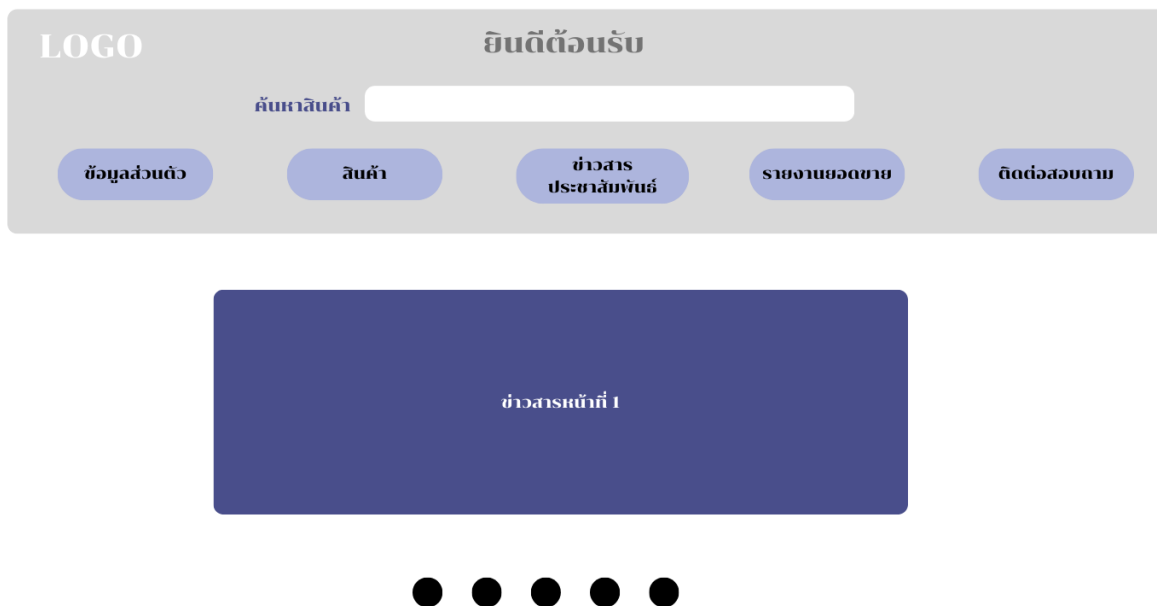 LOGO
ยินดีต้อนรับ
ค้นหาสินค้า
ข้อมูลส่วนตัว
สินค้า
ข่าวสาร
ประชาสัมพันธ์
รายงานยอดขาย
ติดต่อสอบถาม
ข่าวสารหน้าที่ 1